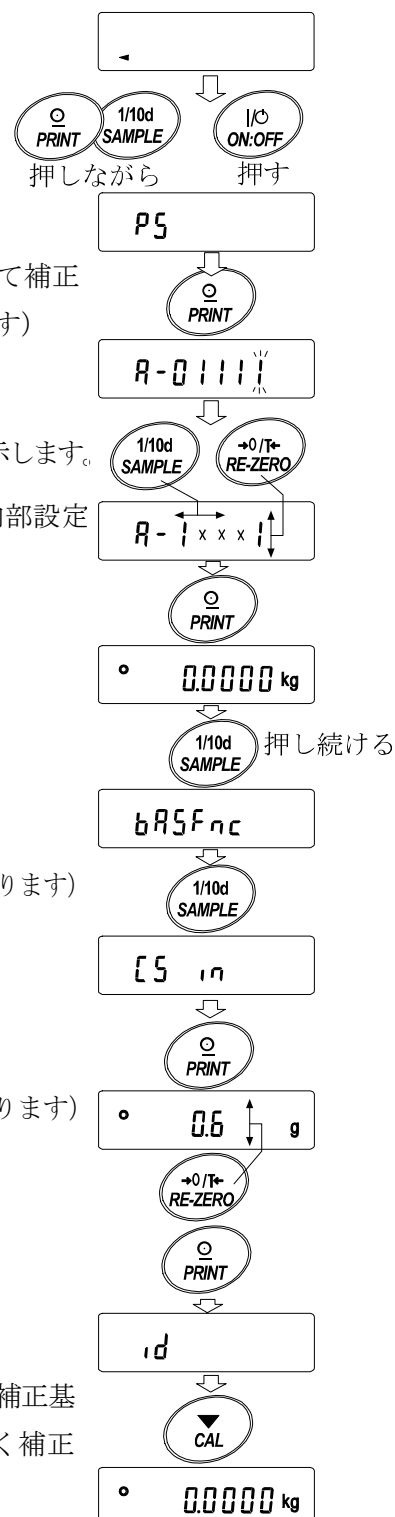 PRINT
1/10d
SAMPLE
I/
ON:OFF
押しながら
押す
PS
て補正
す)
PRINT
A-01111
示します。
1/10d
SAMPLE
→0/T←
RE-ZERO
部設定
A-1×××1
PRINT
0.0000 kg
1/10d
SAMPLE
押し続ける
bASFnc
ります)
1/10d
SAMPLE
CS in
PRINT
ります)
0.6 g
→0/T←
RE-ZERO
PRINT
id
補正基
く補正
CAL
0.0000 kg